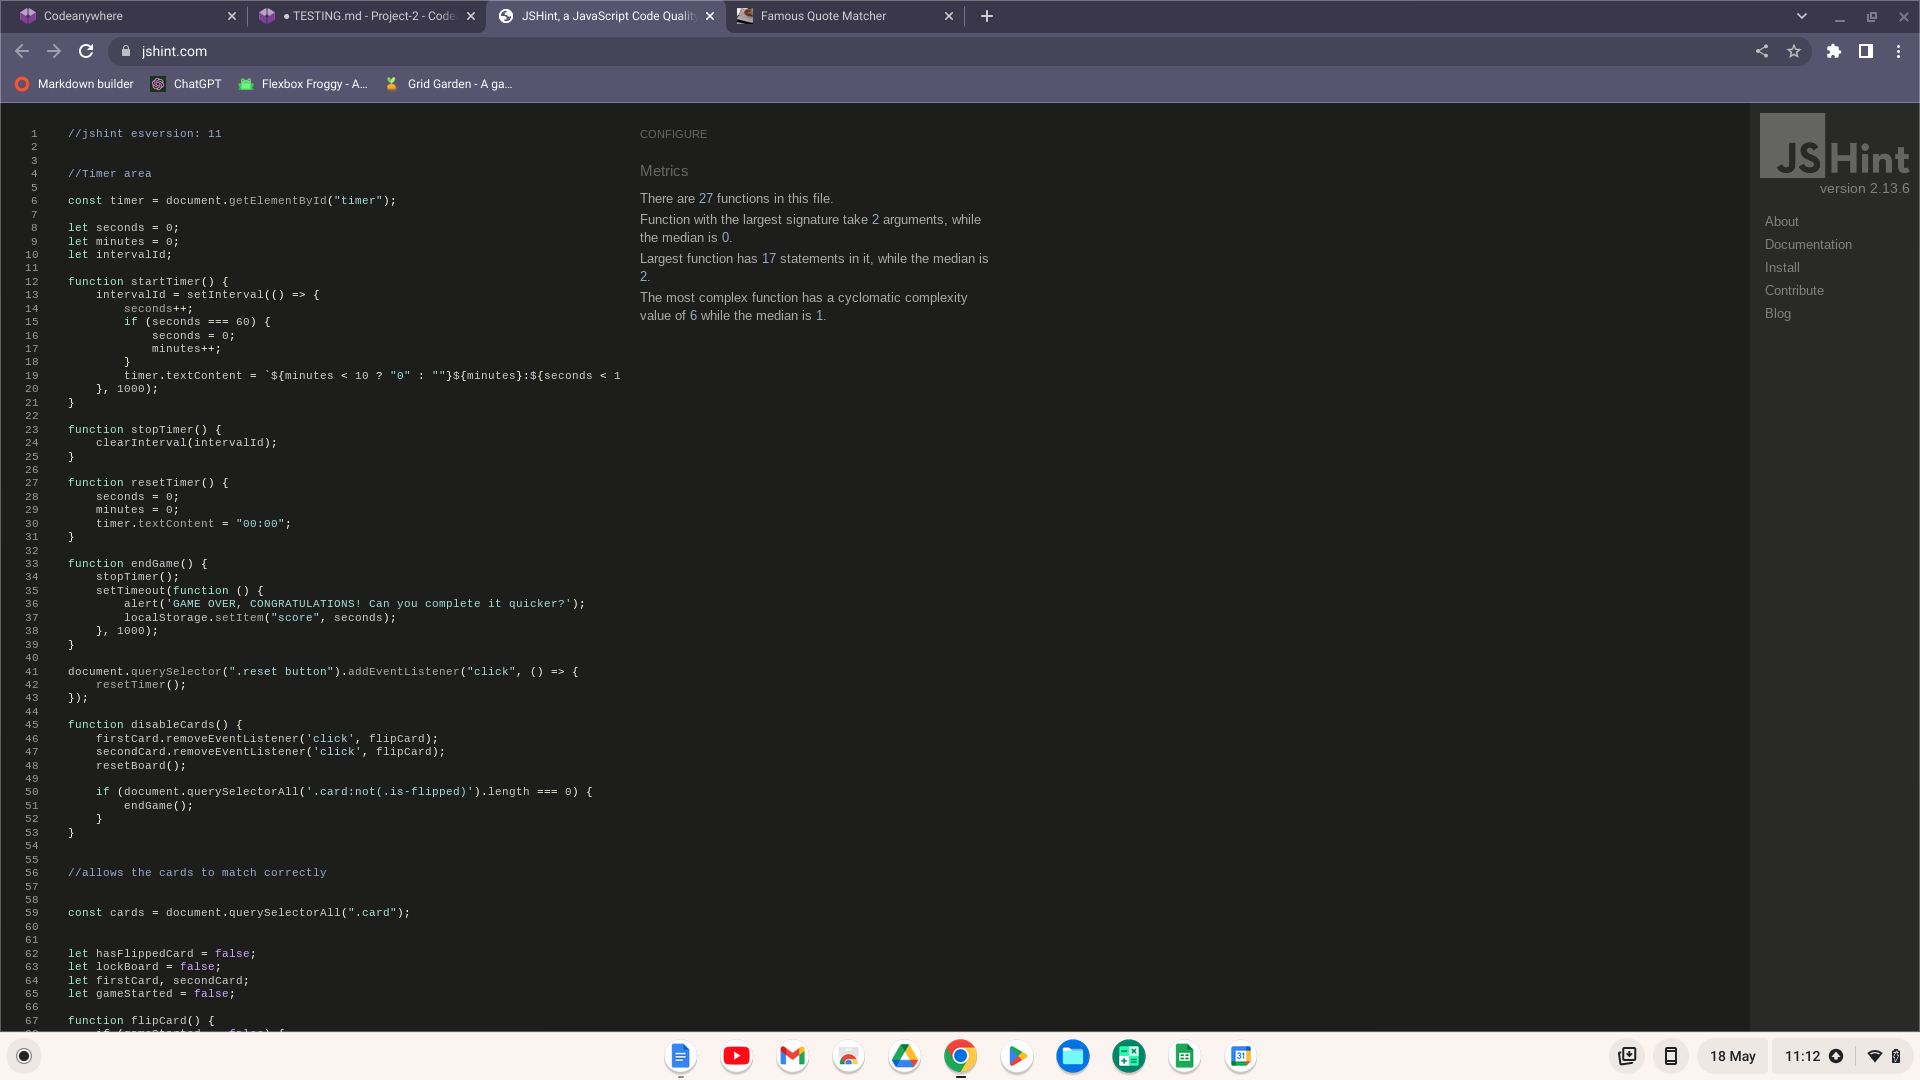 Codeanywhere
● TESTING.md - Project-2 - Code
JSHint, a JavaScript Code Quality
Famous Quote Matcher
jshint.com
Markdown builder
ChatGPT
Flexbox Froggy - A...
Grid Garden - A ga...
1 //jshint esversion: 11
2
3
4 //Timer area
5
6 const timer = document.getElementById("timer");
7
8 let seconds = 0;
9 let minutes = 0;
10 let intervalId;
11
12 function startTimer() {
13 intervalId = setInterval(() => {
14 seconds++;
15 if (seconds === 60) {
16 seconds = 0;
17 minutes++;
18 }
19 timer.textContent = `${minutes < 10 ? "0" : ""}${minutes}:${seconds < 1
20 }, 1000);
21 }
22
23 function stopTimer() {
24 clearInterval(intervalId);
25 }
26
27 function resetTimer() {
28 seconds = 0;
29 minutes = 0;
30 timer.textContent = "00:00";
31 }
32
33 function endGame() {
34 stopTimer();
35 setTimeout(function () {
36 alert('GAME OVER, CONGRATULATIONS! Can you complete it quicker?');
37 localStorage.setItem("score", seconds);
38 }, 1000);
39 }
40
41 document.querySelector(".reset button").addEventListener("click", () => {
42 resetTimer();
43 });
44
45 function disableCards() {
46 firstCard.removeEventListener('click', flipCard);
47 secondCard.removeEventListener('click', flipCard);
48 resetBoard();
49
50 if (document.querySelectorAll('.card:not(.is-flipped)').length === 0) {
51 endGame();
52 }
53 }
54
55
56 //allows the cards to match correctly
57
58
59 const cards = document.querySelectorAll(".card");
60
61
62 let hasFlippedCard = false;
63 let lockBoard = false;
64 let firstCard, secondCard;
65 let gameStarted = false;
66
67 function flipCard() {
CONFIGURE
Metrics
There are 27 functions in this file.
Function with the largest signature take 2 arguments, while
the median is 0.
Largest function has 17 statements in it, while the median is
2.
The most complex function has a cyclomatic complexity
value of 6 while the median is 1.
JSHint
version 2.13.6
About
Documentation
Install
Contribute
Blog
31
18 May
11:12